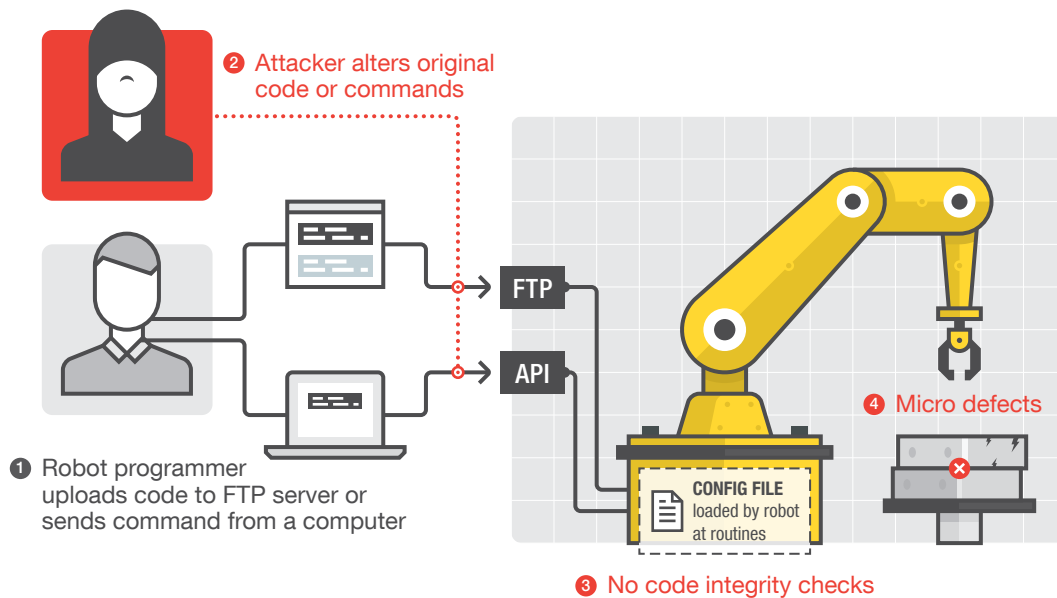 2 Attacker alters original
code or commands
FTP
API
1 Robot programmer
uploads code to FTP server or
sends command from a computer
4 Micro defects
CONFIG FILE
loaded by robot
at routines
3 No code integrity checks